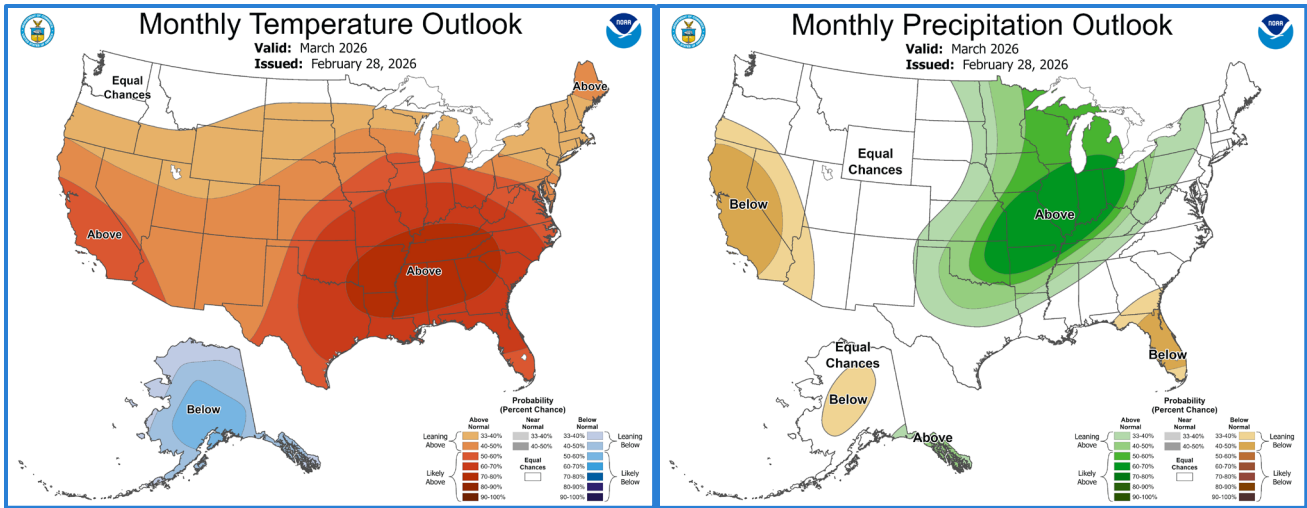 Monthly Temperature Outlook
Valid: March 2026
Issued: February 28, 2026
NOAA
Equal
Chances
Above
Above
Above
Below
Probability
(Percent Chance)
Above
Normal
Near
Normal
Below
Normal
Leaning
Above
33-40%
33-40%
33-40%
Leaning
Below
40-50%
40-50%
40-50%
50-60%
50-60%
Likely
Above
60-70%
Equal
Chances
60-70%
Likely
Below
70-80%
70-80%
80-90%
80-90%
90-100%
90-100%
Monthly Precipitation Outlook
Valid: March 2026
Issued: February 28, 2026
NOAA
Equal
Chances
Below
Above
Below
Equal
Chances
Below
Above
Probability
(Percent Chance)
Above
Normal
Near
Normal
Below
Normal
Leaning
Above
33-40%
33-40%
33-40%
Leaning
Below
40-50%
40-50%
40-50%
50-60%
50-60%
Likely
Above
60-70%
Equal
Chances
60-70%
Likely
Below
70-80%
70-80%
80-90%
80-90%
90-100%
90-100%